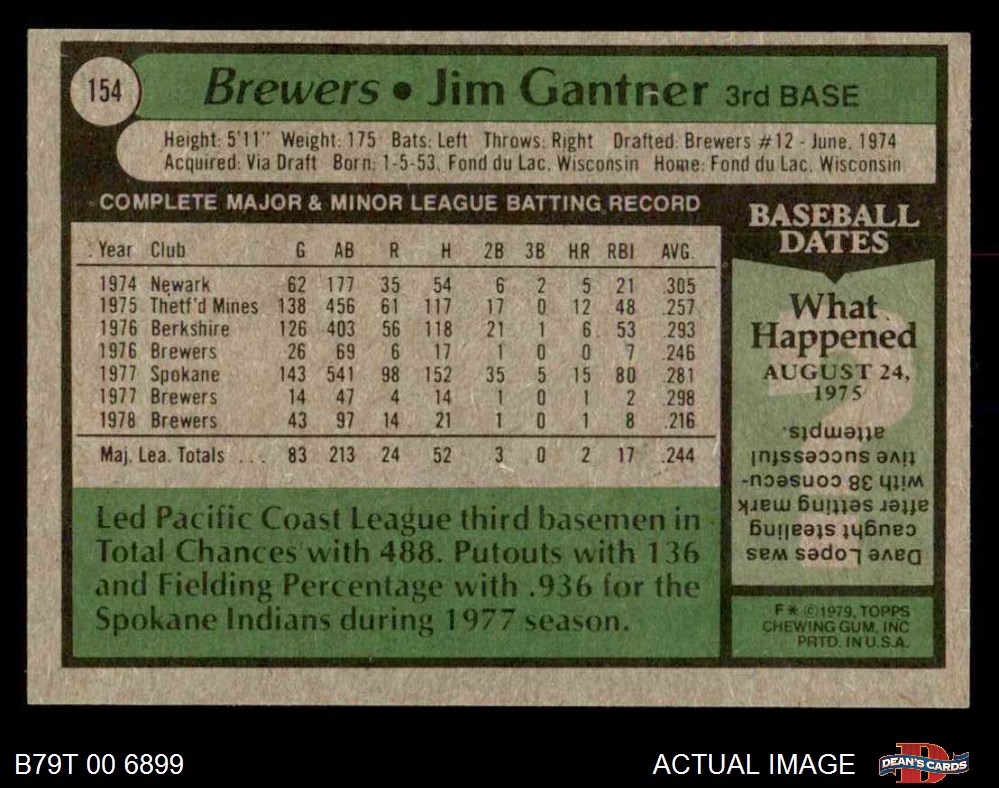 154
Brewers • Jim Gantner 3rd BASE
Height: 5'11" Weight: 175 Bats: Left Throws: Right Drafted: Brewers #12 - June, 1974
Acquired: Via Draft Born: 1-5-53, Fond du Lac, Wisconsin Home: Fond du Lac, Wisconsin
COMPLETE MAJOR & MINOR LEAGUE BATTING RECORD
Year Club G AB R H 2B 3B HR RBI AVG.
1974 Newark 62 177 35 54 6 2 5 21 .305
1975 Thetf'd Mines 138 456 61 117 17 0 12 48 .257
1976 Berkshire 126 403 56 118 21 1 6 53 .293
1976 Brewers 26 69 6 17 1 0 0 7 .246
1977 Spokane 143 541 98 152 35 5 15 80 .281
1977 Brewers 14 47 4 14 1 0 1 2 .298
1978 Brewers 43 97 14 21 1 0 1 8 .216
Maj. Lea. Totals ... 83 213 24 52 3 0 2 17 .244
Led Pacific Coast League third basemen in
Total Chances with 488. Putouts with 136
and Fielding Percentage with .936 for the
Spokane Indians during 1977 season.
BASEBALL
DATES
What
Happened
AUGUST 24,
1975
Dave Lopes was
caught stealing
after setting mark
with 38 consecu-
tive successful
attempts.
F * © 1979, TOPPS
CHEWING GUM, INC
PRTD. IN U.S.A.
B79T 00 6899
ACTUAL IMAGE
D
DEAN'S CARDS